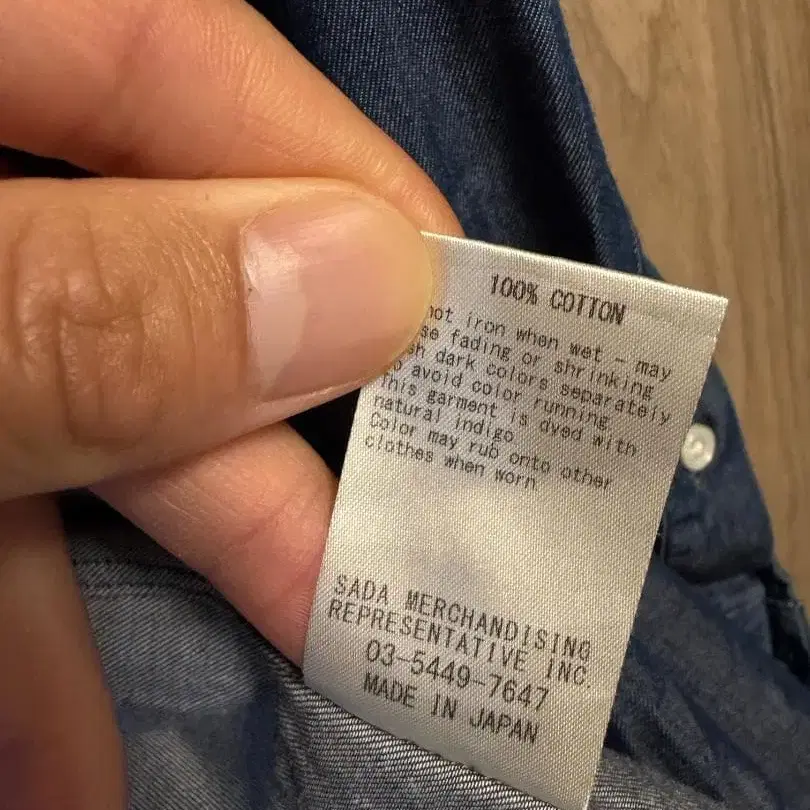 100% COTTON
not iron when wet - may
se fading or shrinking
sh dark colors separately
o avoid color running
This garment is dyed with
natural indigo
Color may rub onto other
clothes when worn
SADA MERCHANDISING
REPRESENTATIVE INC.
03-5449-7647
MADE IN JAPAN